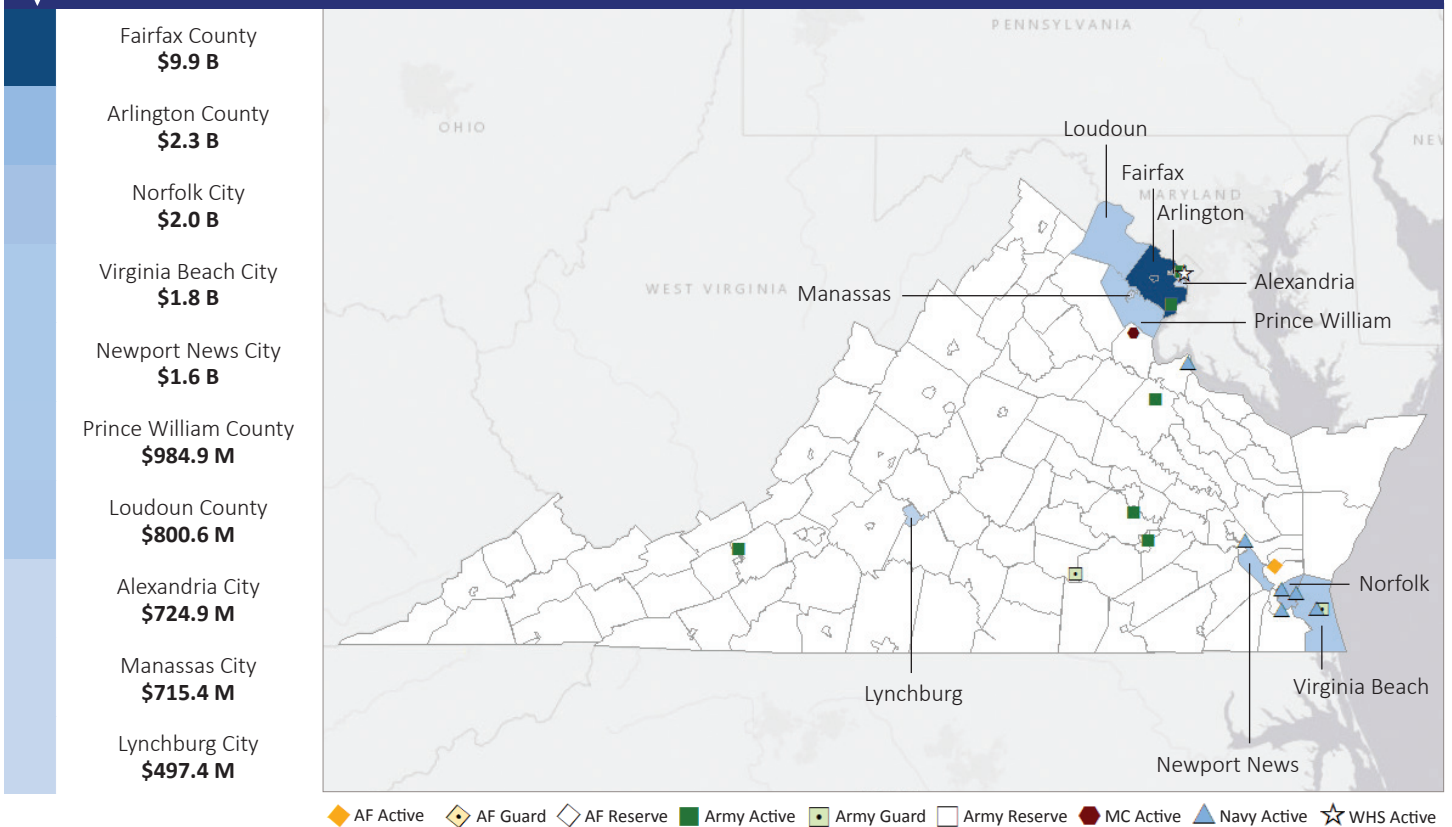 Fairfax County
$9.9 B
Arlington County
$2.3 B
Norfolk City
$2.0 B
Virginia Beach City
$1.8 B
Newport News City
$1.6 B
Prince William County
$984.9 M
Loudoun County
$800.6 M
Alexandria City
$724.9 M
Manassas City
$715.4 M
Lynchburg City
$497.4 M
PENNSYLVANIA
OHIO
Loudoun
NEW
Fairfax
MARYLAND
Arlington
WEST VIRGINIA
Manassas
Alexandria
Prince William
Norfolk
Lynchburg
Virginia Beach
Newport News
AF Active AF Guard AF Reserve Army Active Army Guard Army Reserve MC Active Navy Active WHS Active